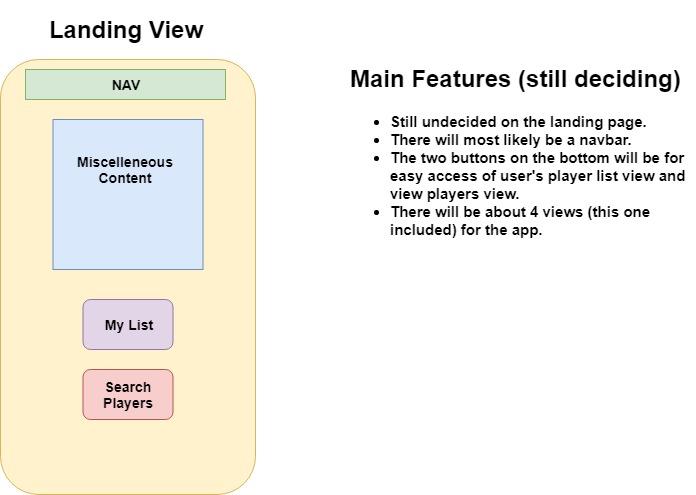 Landing View
NAV
Miscelleneous
Content
My List
Search
Players
Main Features (still deciding)
• Still undecided on the landing page.
• There will most likely be a navbar.
• The two buttons on the bottom will be for
easy access of user's player list view and
view players view.
• There will be about 4 views (this one
included) for the app.